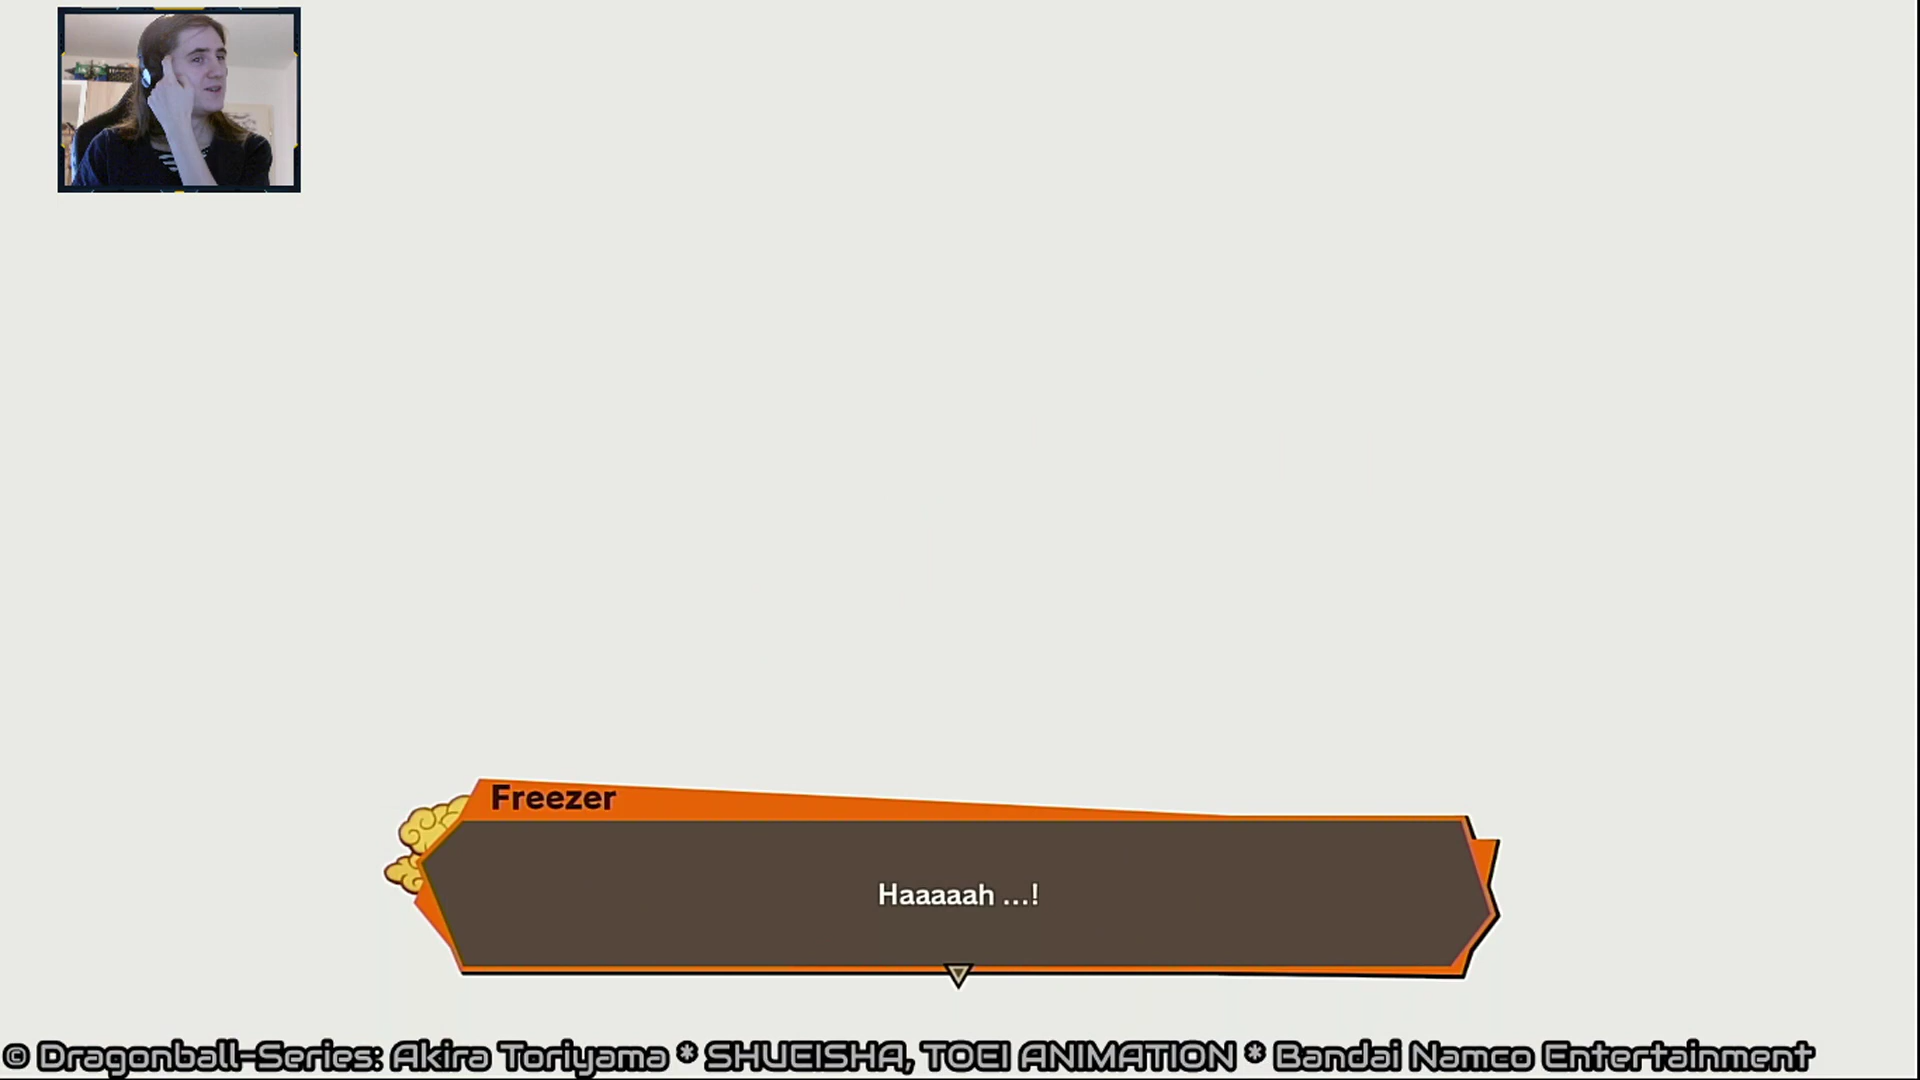 Freezer
Haaaaah ...!
© Dragonball-Series: Akira Toriyama * SHUEISHA, TOEI ANIMATION * Bandai Namco Entertainment